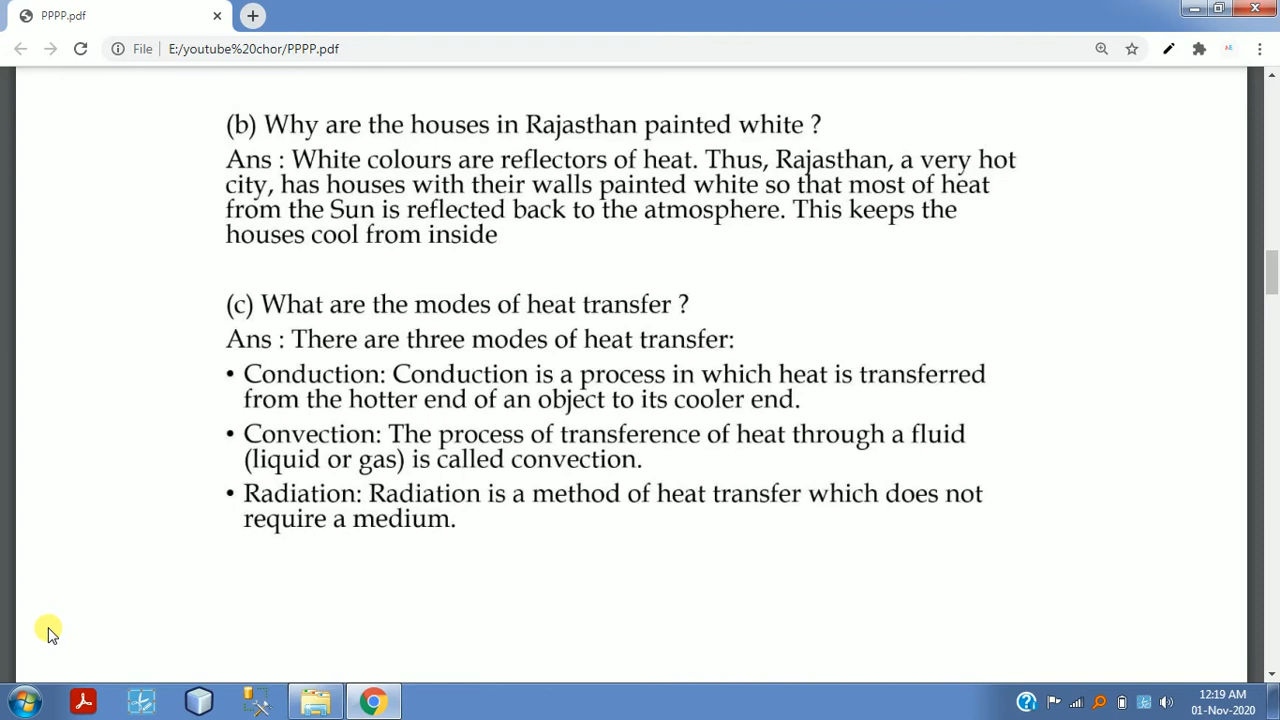 PPPP.pdf
File
E:/youtube%20chor/PPPP.pdf
(b) Why are the houses in Rajasthan painted white ?
Ans : White colours are reflectors of heat. Thus, Rajasthan, a very hot
city, has houses with their walls painted white so that most of heat
from the Sun is reflected back to the atmosphere. This keeps the
houses cool from inside
(c) What are the modes of heat transfer ?
Ans : There are three modes of heat transfer:
• Conduction: Conduction is a process in which heat is transferred
from the hotter end of an object to its cooler end.
• Convection: The process of transference of heat through a fluid
(liquid or gas) is called convection.
• Radiation: Radiation is a method of heat transfer which does not
require a medium.
12:19 AM
01-Nov-2020